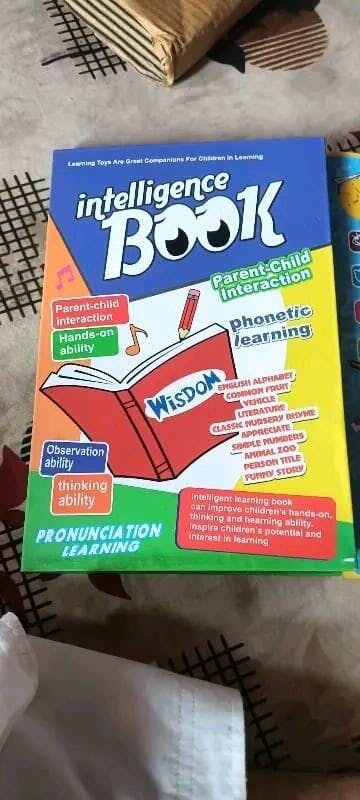 Learning Toys Are Great Companions For Children In Learning
intelligence
BOOK
Parent-Child
Interaction
Parent-child
interaction
Hands-on
ability
phonetic
learning
WISDOM
ENGLISH ALPHABET
COMMON FRUIT
VEHICLE
LITERATURE
CLASSIC NURSERY RHYME
APPRECIATE
SIMPLE NUMBERS
ANIMAL ZOO
PERSON TITLE
FUNNY STORY
Observation
ability
thinking
ability
intelligent learning book
can improve children's hands-on,
thinking and hearning ability.
inspire children's potential and
interest in learning
PRONUNCIATION
LEARNING